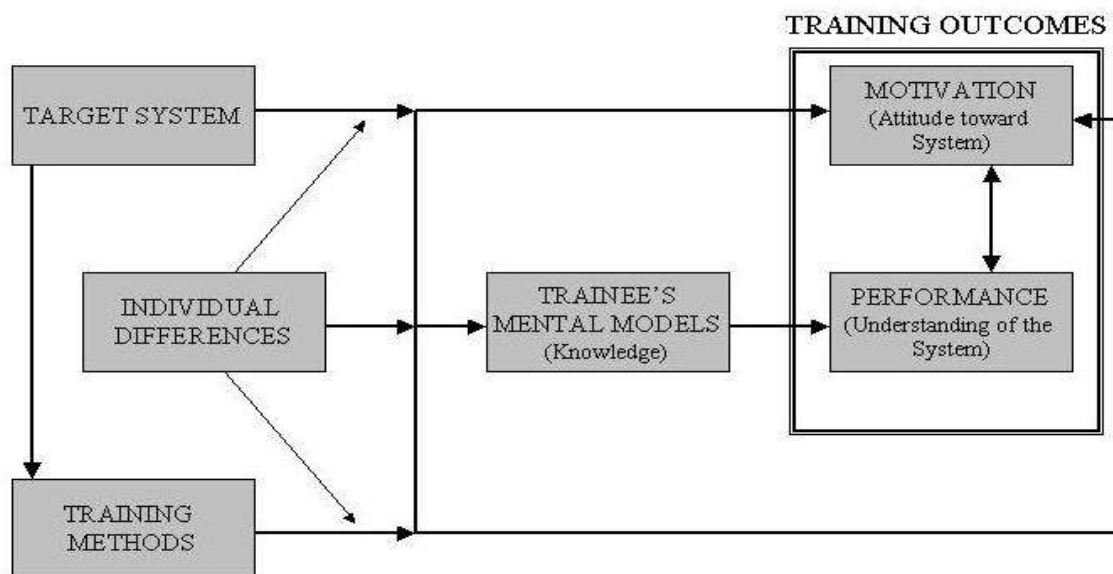 TRAINING OUTCOMES
TARGET SYSTEM
MOTIVATION
(Attitude toward
System)
INDIVIDUAL
DIFFERENCES
TRAINEE'S
MENTAL MODELS
(Knowledge)
PERFORMANCE
(Understanding of the
System)
TRAINING
METHODS